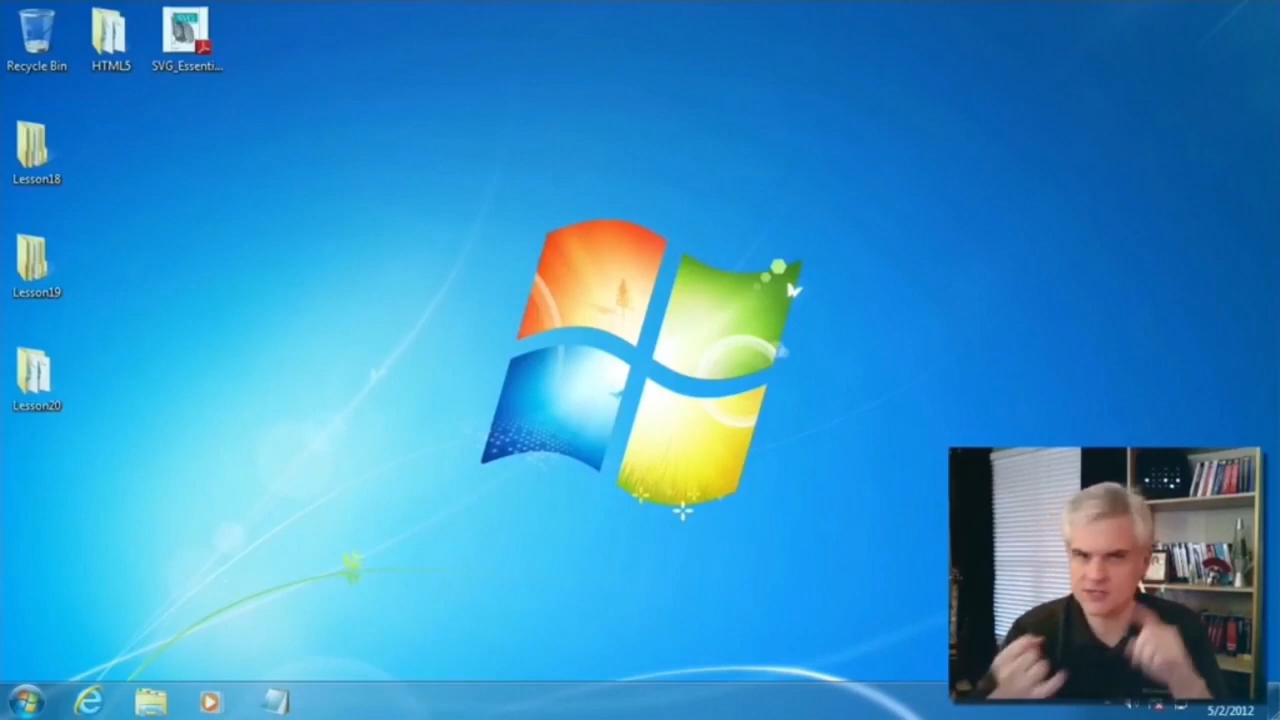 Recycle Bin
HTML5
SVG_Essenti...
Lesson18
Lesson19
Lesson20
5/2/2012